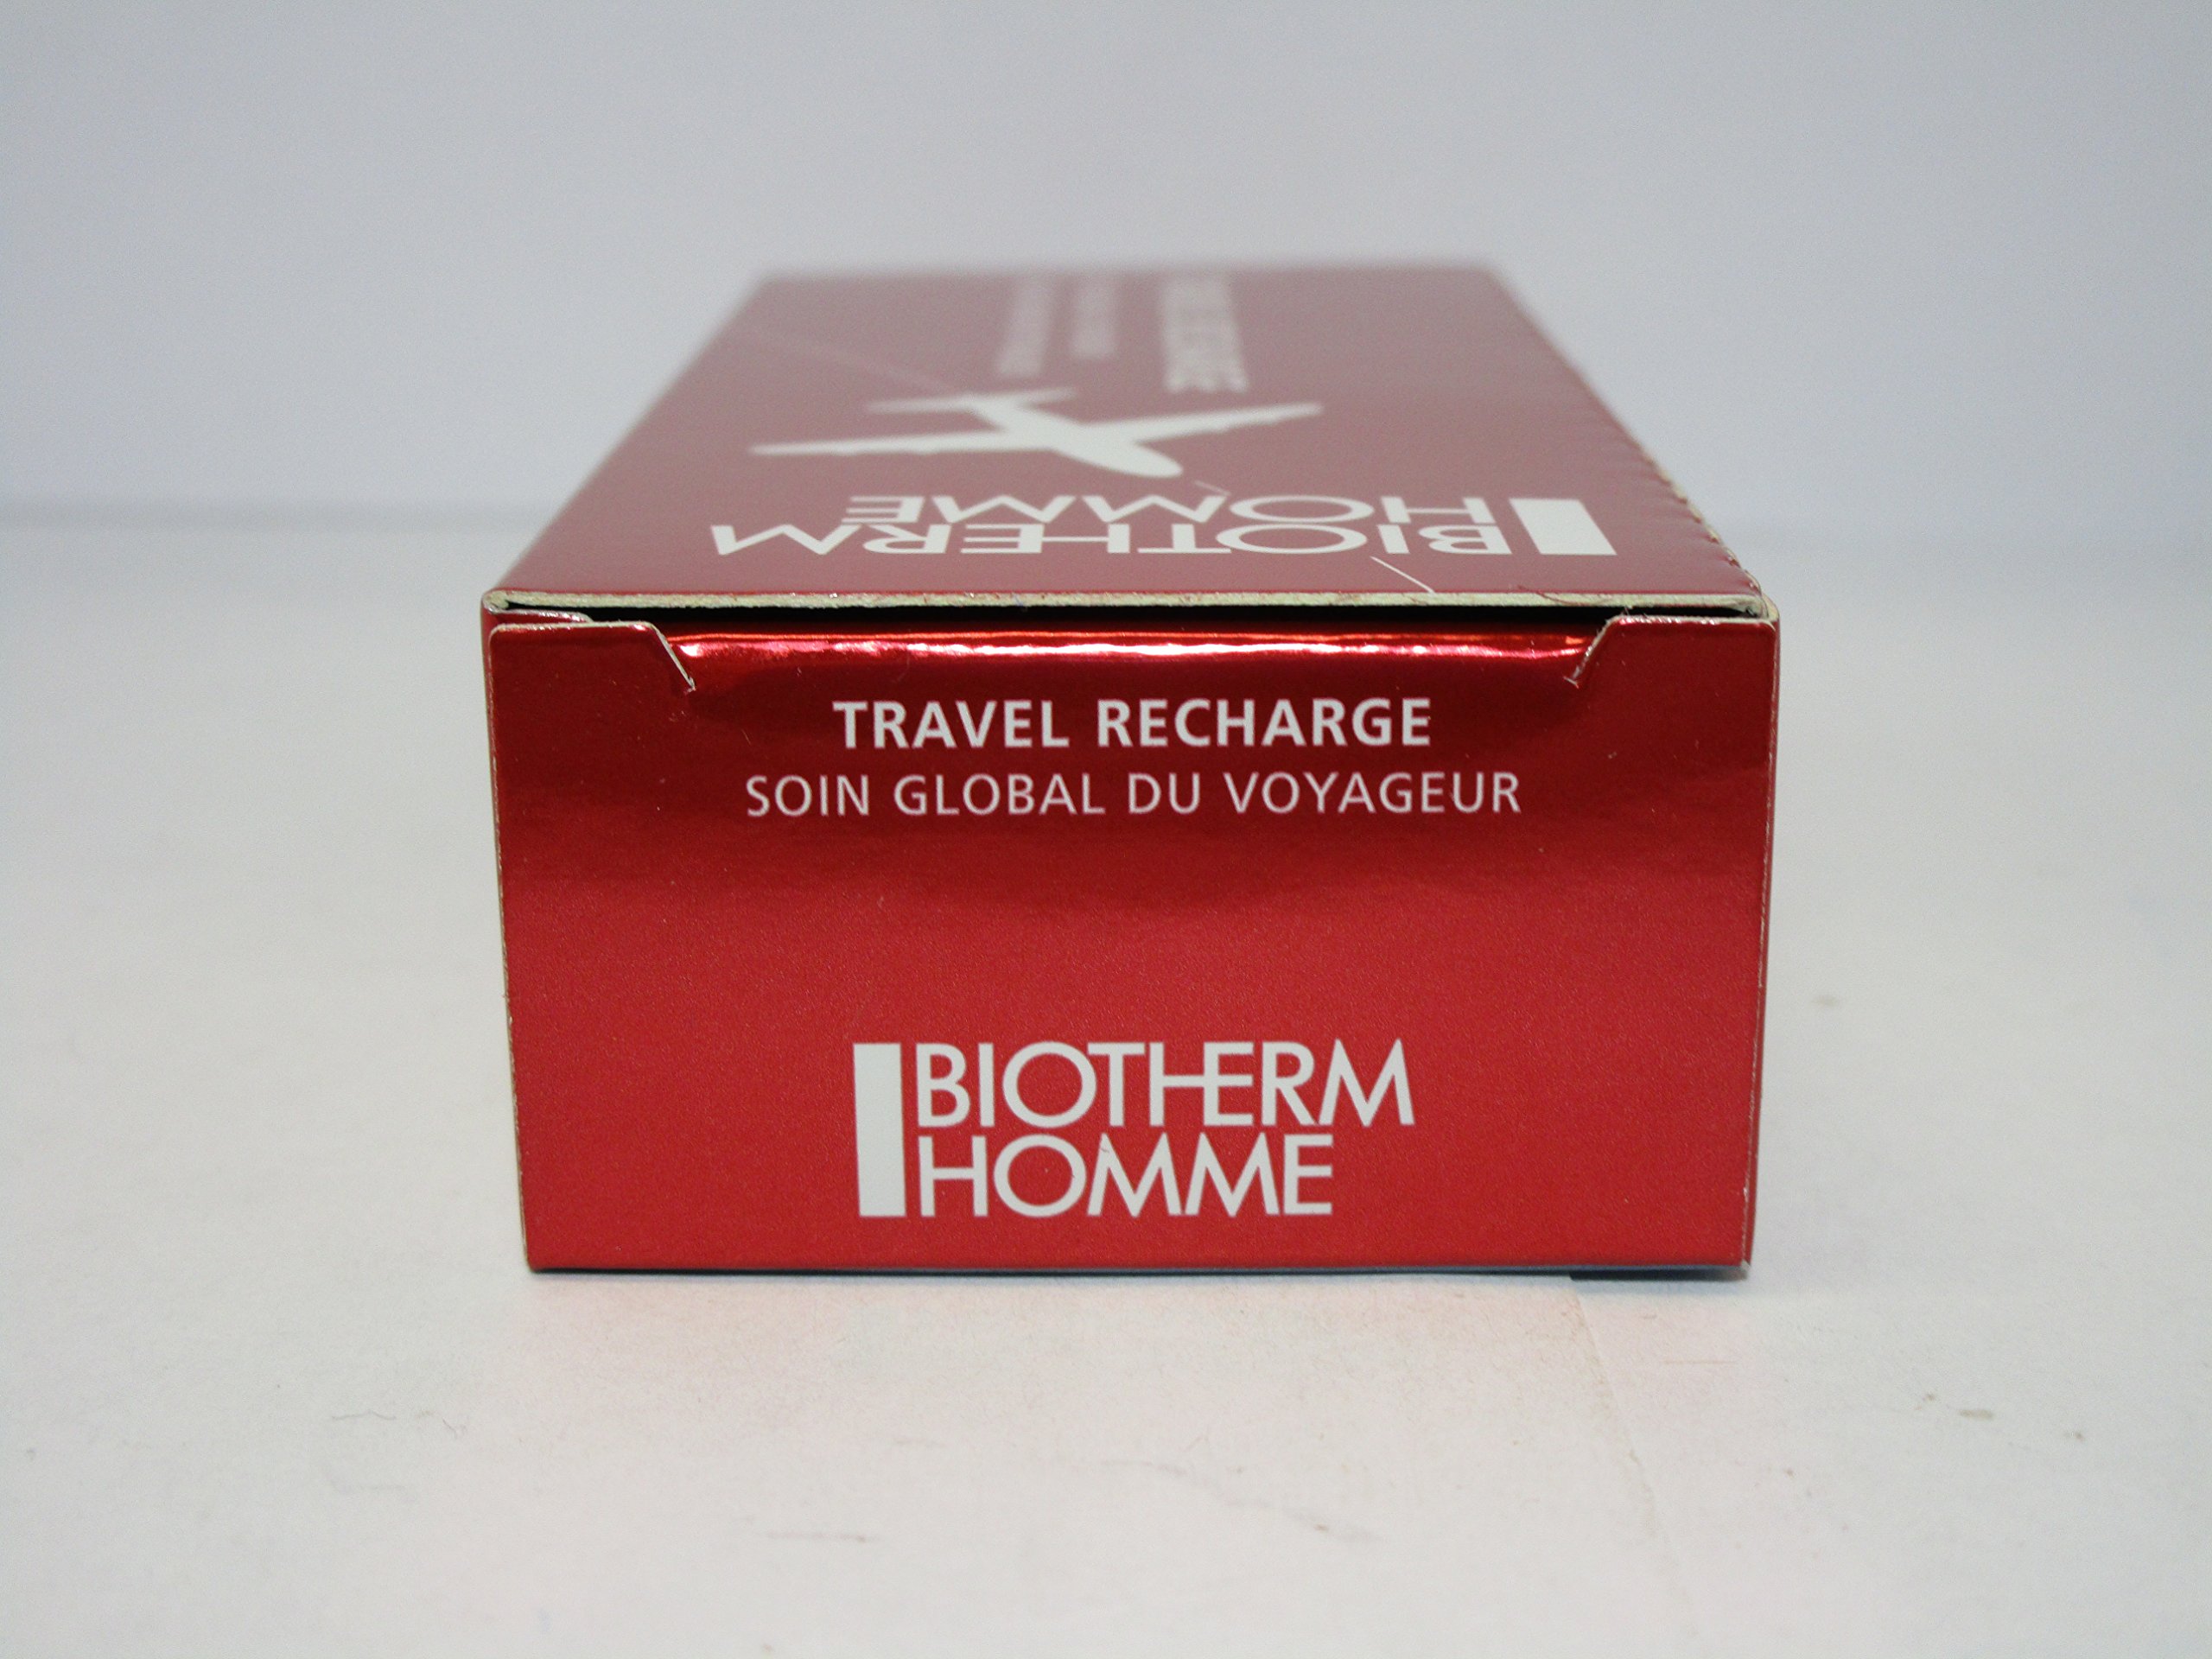 BIOTHERM
HOMME
TRAVEL RECHARGE
SOIN GLOBAL DU VOYAGEUR
BIOTHERM
HOMME